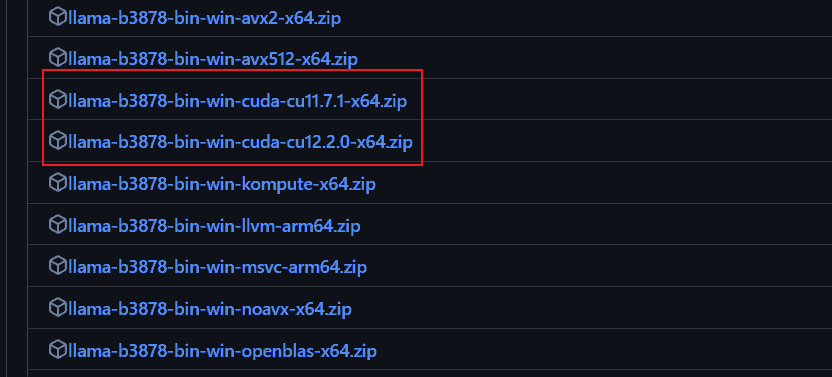 llama-b3878-bin-win-avx2-x64.zip
llama-b3878-bin-win-avx512-x64.zip
llama-b3878-bin-win-cuda-cu11.7.1-x64.zip
llama-b3878-bin-win-cuda-cu12.2.0-x64.zip
llama-b3878-bin-win-kompute-x64.zip
llama-b3878-bin-win-llvm-arm64.zip
llama-b3878-bin-win-msvc-arm64.zip
llama-b3878-bin-win-noavx-x64.zip
llama-b3878-bin-win-openblas-x64.zip